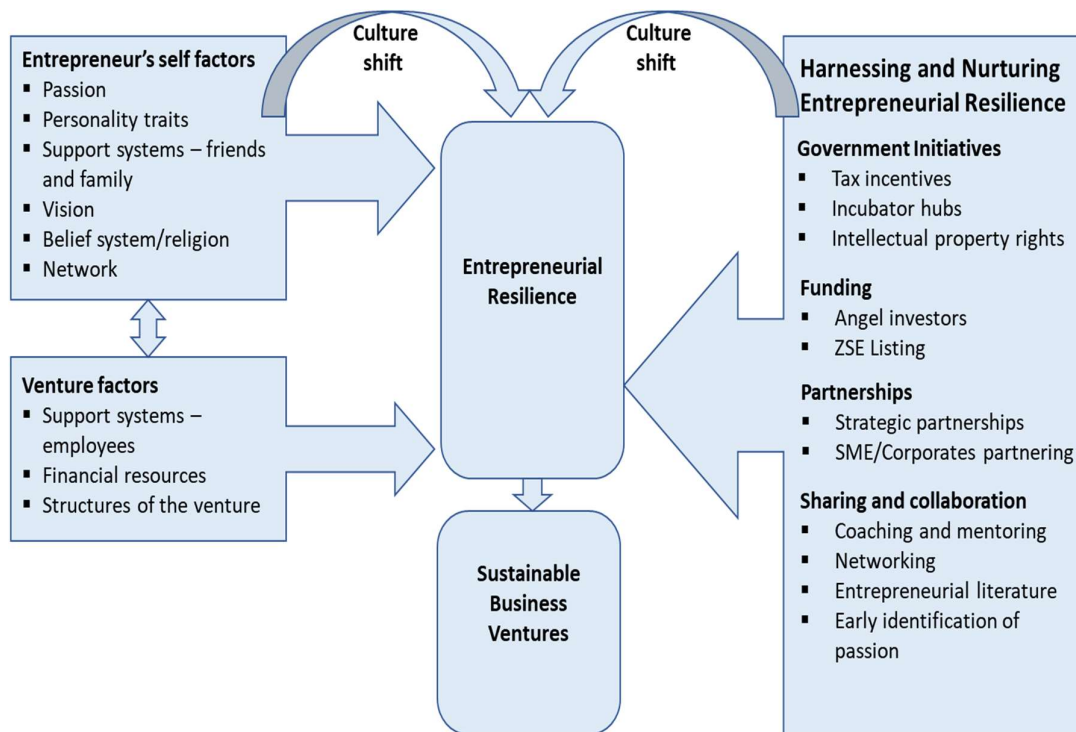 Culture
shift
Culture
shift
Entrepreneur's self factors
▪ Passion
▪ Personality traits
▪ Support systems – friends
and family
▪ Vision
▪ Belief system/religion
▪ Network
Venture factors
▪ Support systems –
employees
▪ Financial resources
▪ Structures of the venture
Entrepreneurial
Resilience
Sustainable
Business
Ventures
Harnessing and Nurturing
Entrepreneurial Resilience
Government Initiatives
▪ Tax incentives
▪ Incubator hubs
▪ Intellectual property rights
Funding
▪ Angel investors
▪ ZSE Listing
Partnerships
▪ Strategic partnerships
▪ SME/Corporates partnering
Sharing and collaboration
▪ Coaching and mentoring
▪ Networking
▪ Entrepreneurial literature
▪ Early identification of
passion